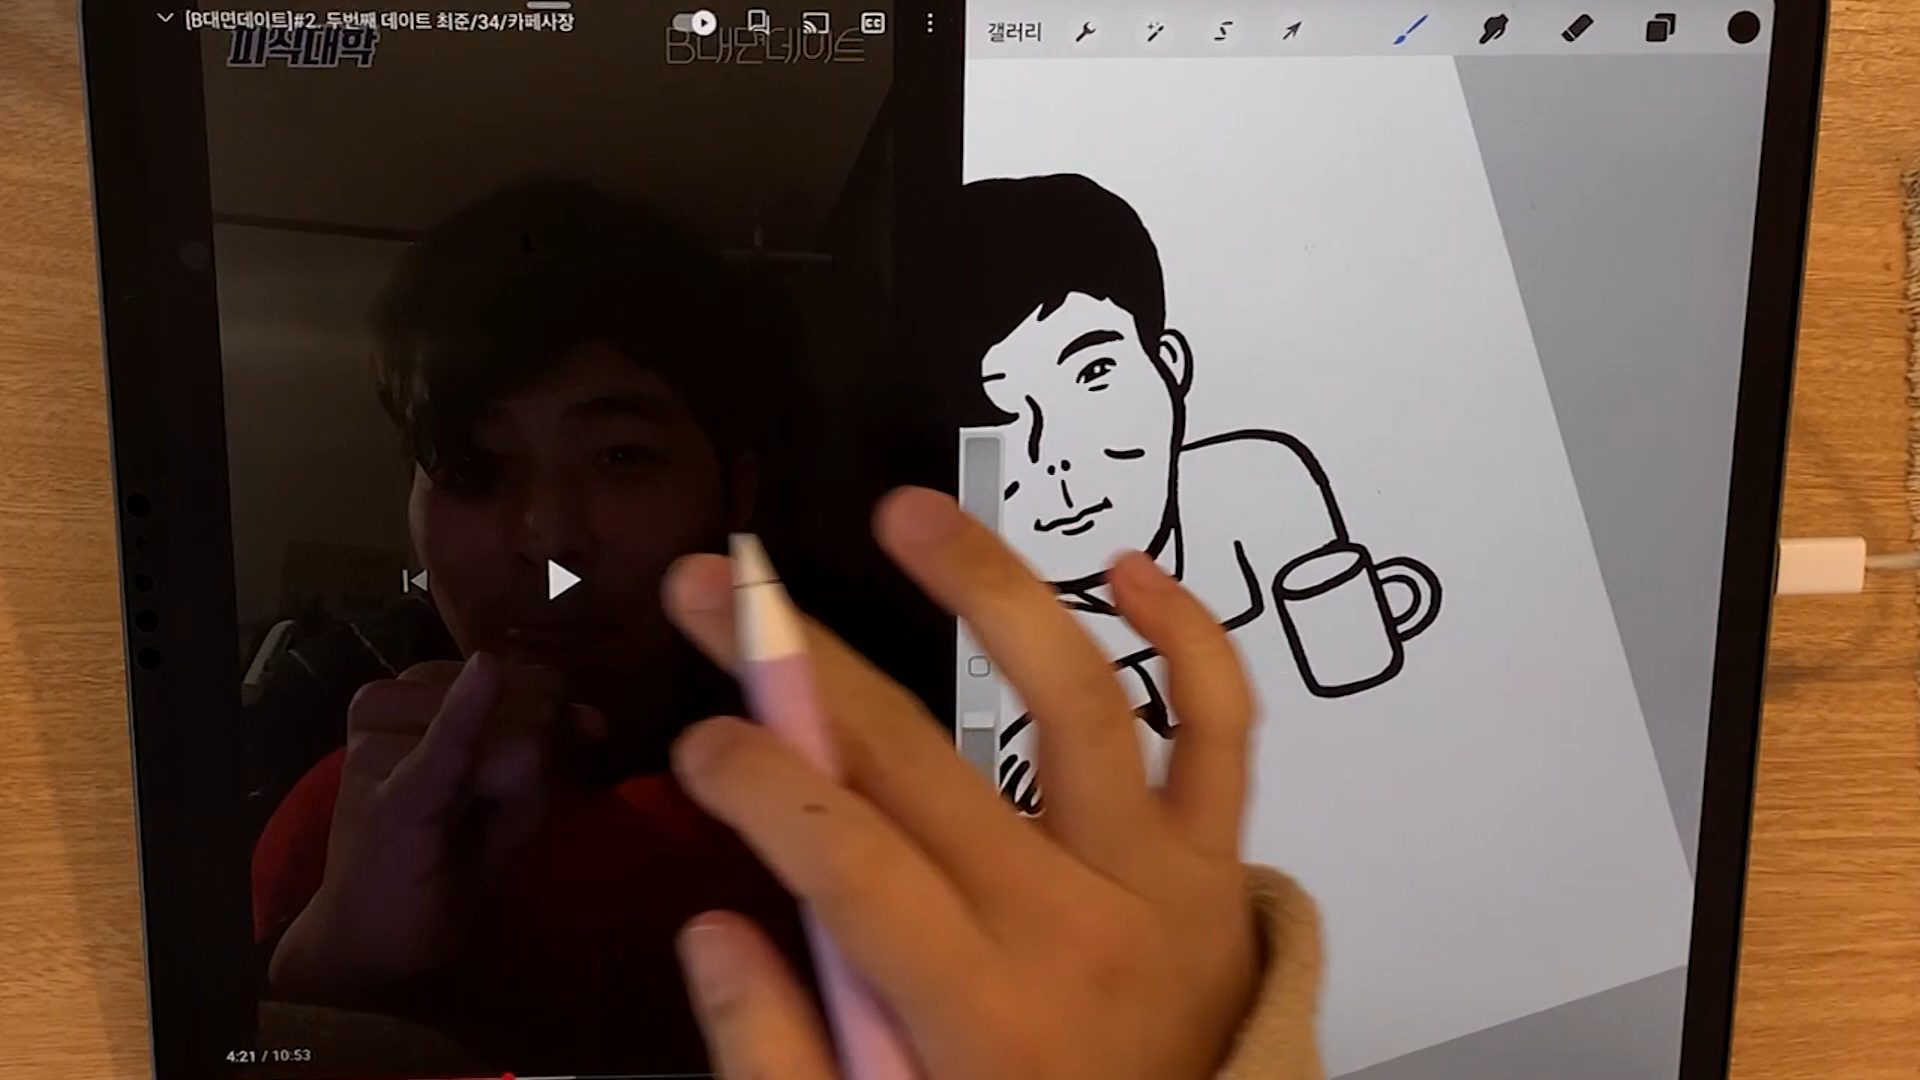 [B대면데이트]#2. 두번째 데이트 최준/34/카페사장
피식대학
B대면데이트
CC
갤러리
4:21 / 10:53